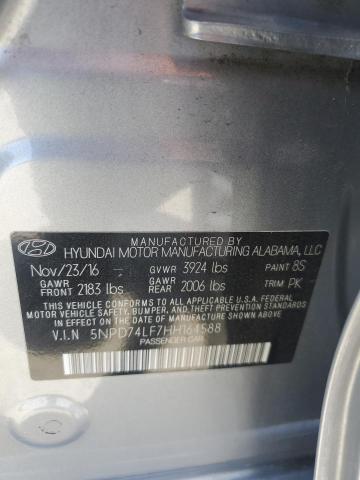 MANUFACTURED BY
HYUNDAI MOTOR MANUFACTURING ALABAMA, LLC
Nov/23/16 GVWR 3924 lbs PAINT 8S
GAWR FRONT 2183 lbs GAWR REAR 2006 lbs TRIM PK
THIS VEHICLE CONFORMS TO ALL APPLICABLE
U.S FEDERAL MOTOR VEHICLE SAFETY, BUMPER, AND
THEFT PREVENTION STANDARDS IN EFFECT ON THE
DATE OF MANUFACTURE SHOWN ABOVE.
V.I.N 5NPD74LF7HH164588
PASSENGER CAR